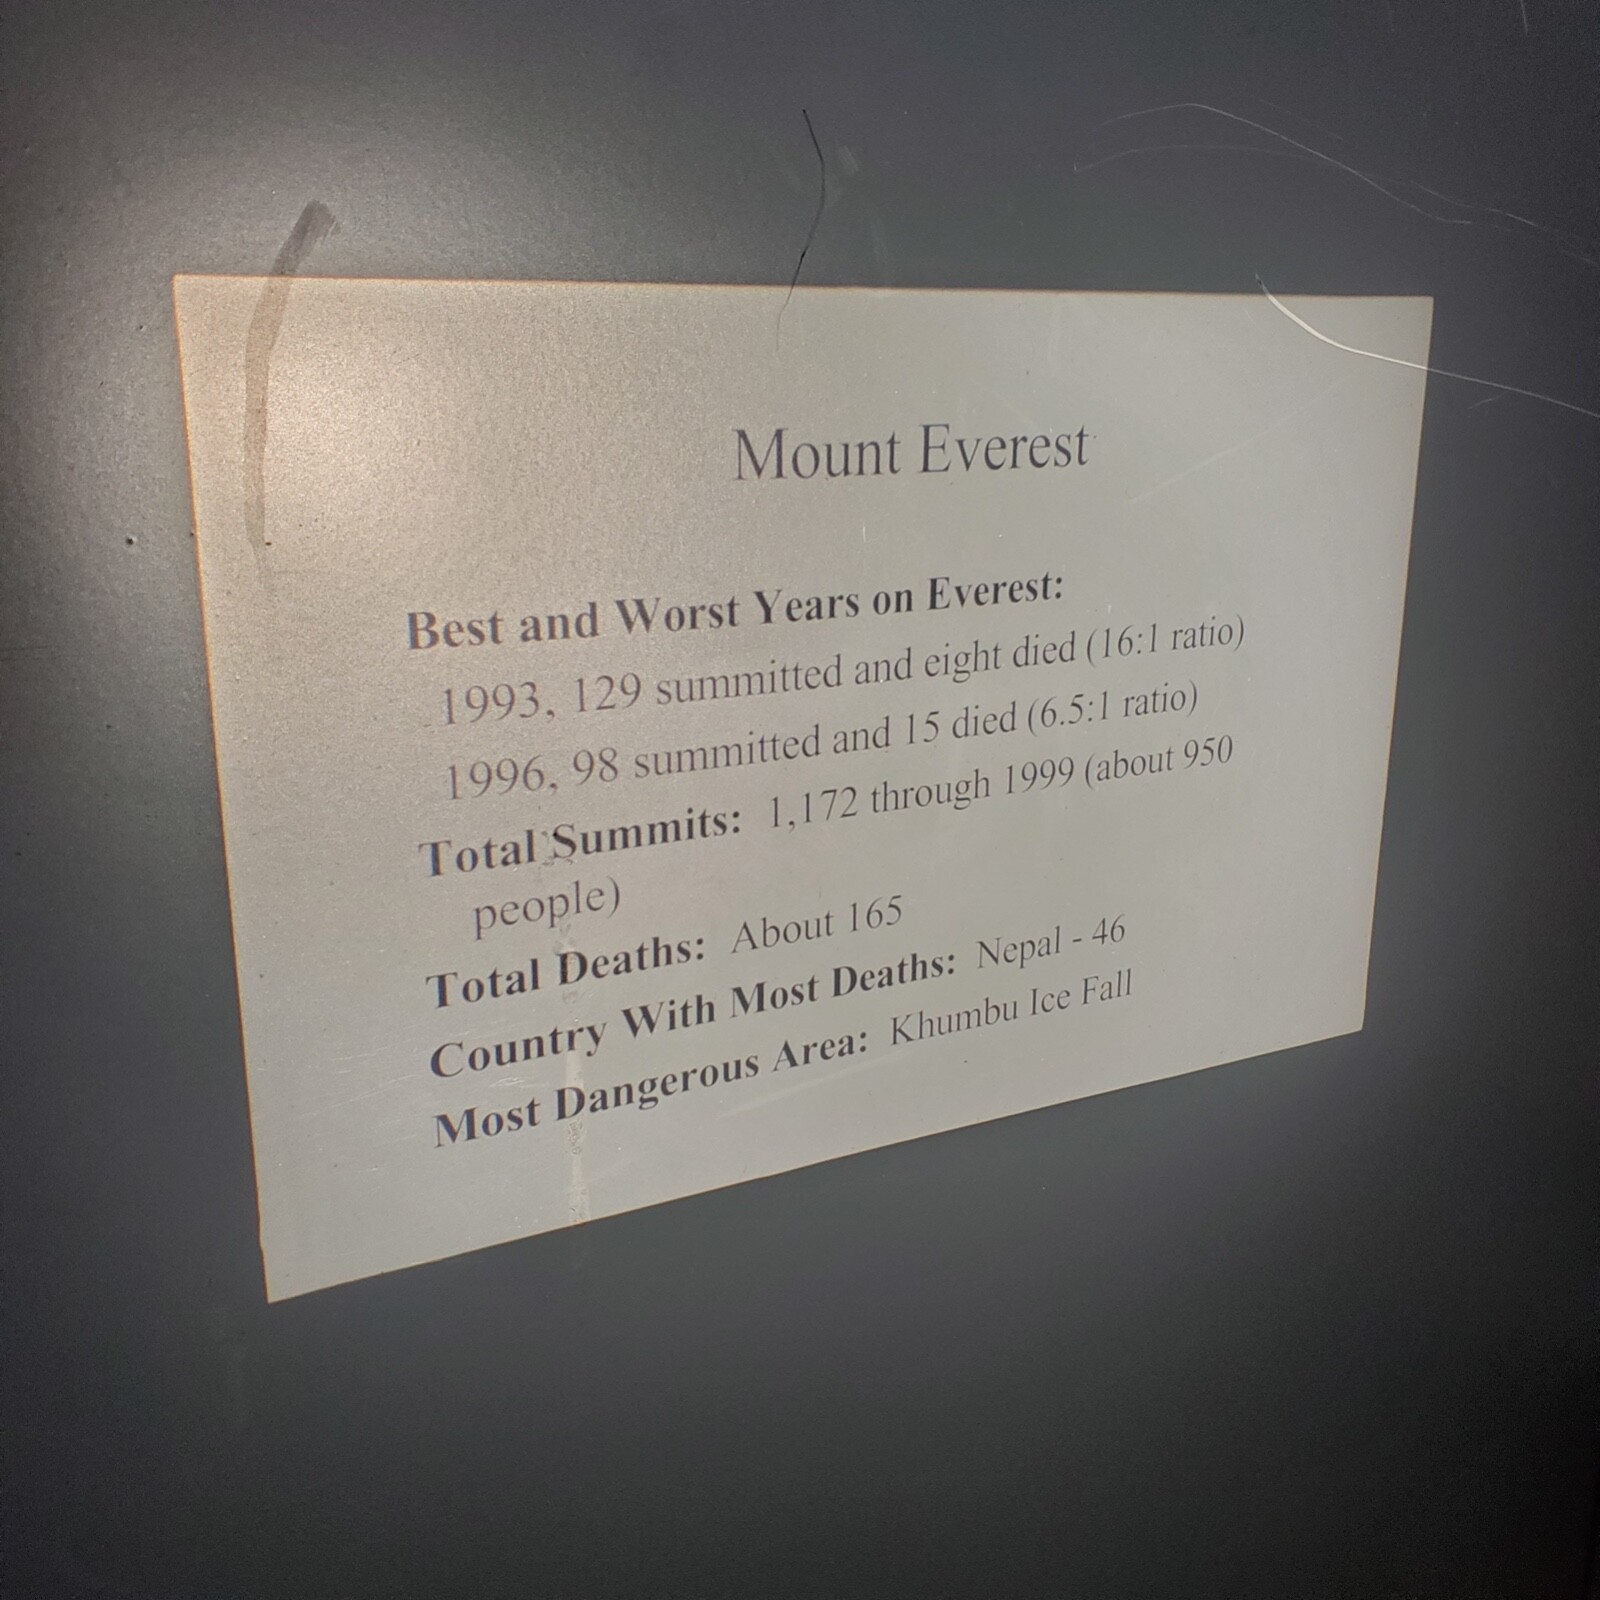 Mount Everest
Best and Worst Years on Everest:
1993, 129 summitted and eight died (16:1 ratio)
1996, 98 summitted and 15 died (6.5:1 ratio)
Total Summits: 1,172 through 1999 (about 950
people)
Total Deaths: About 165
Country With Most Deaths: Nepal - 46
Most Dangerous Area: Khumbu Ice Fall